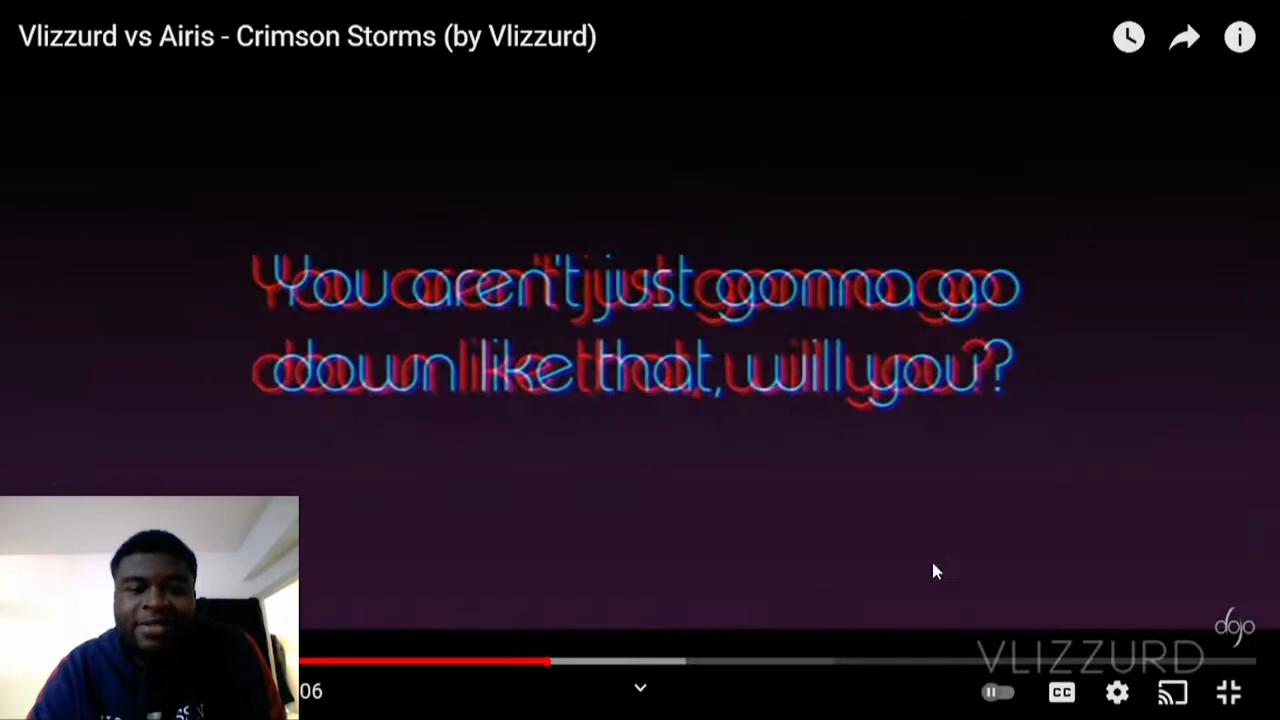 Vlizzurd vs Airis - Crimson Storms (by Vlizzurd)
You aren't just gonna go
down like that, will you?
dojo
VLIZZURD
06
CC